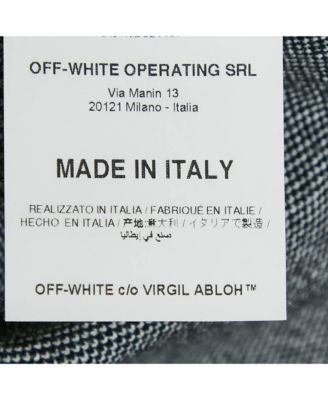 OFF-WHITE OPERATING SRL
Via Manin 13
20121 Milano - Italia
MADE IN ITALY
REALIZZATO IN ITALIA / FABRIQUÉ EN ITALIE /
HECHO EN ITALIA / 产地:意大利 / イタリアで製造 /
صنع في إيطاليا
OFF-WHITE c/o VIRGIL ABLOH™